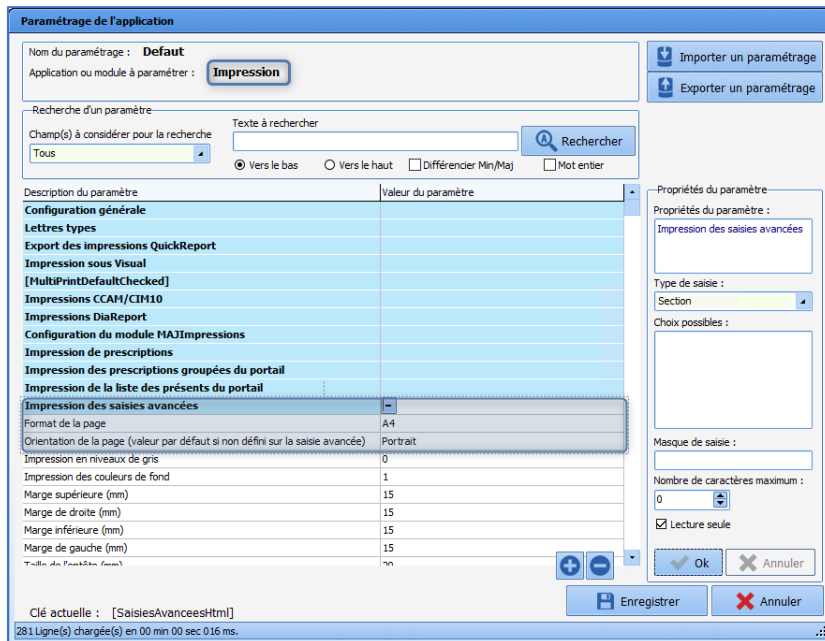 Paramétrage de l'application
Nom du paramétrage : Defaut
Application ou module à paramétrer : Impression
Importer un paramétrage
Exporter un paramétrage
Recherche d'un paramètre
Champ(s) à considérer pour la recherche
Texte à rechercher
Tous
Rechercher
Vers le bas Vers le haut Différencier Min/Maj Mot entier
Description du paramètre Valeur du paramètre
Configuration générale
Lettres types
Export des impressions QuickReport
Impression sous Visual
[MultiPrintDefaultChecked]
Impressions CCAM/CIM10
Impressions DiaReport
Configuration du module MAJImpressions
Impression de prescriptions
Impression des prescriptions groupées du portail
Impression de la liste des présents du portail
Impression des saisies avancées
Format de la page A4
Orientation de la page (valeur par défaut si non défini sur la saisie avancée) Portrait
Impression en niveaux de gris 0
Impression des couleurs de fond 1
Marge supérieure (mm) 15
Marge de droite (mm) 15
Marge inférieure (mm) 15
Marge de gauche (mm) 15
Taille de l'entête (mm) 20
Propriétés du paramètre
Propriétés du paramètre :
Impression des saisies avancées
Type de saisie :
Section
Choix possibles :
Masque de saisie :
Nombre de caractères maximum :
0
Lecture seule
Ok Annuler
Clé actuelle : [SaisiesAvanceesHtml]
Enregistrer Annuler
281 Ligne(s) chargée(s) en 00 min 00 sec 016 ms.